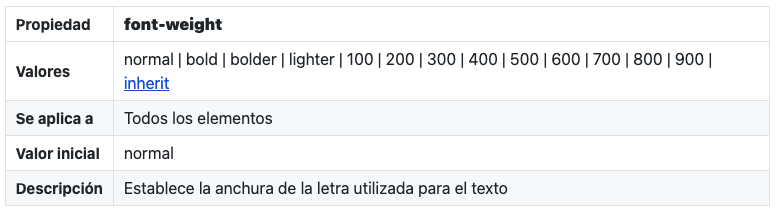 Propiedad font-weight
Valores normal | bold | bolder | lighter | 100 | 200 | 300 | 400 | 500 | 600 | 700 | 800 | 900 |
inherit
Se aplica a Todos los elementos
Valor inicial normal
Descripción Establece la anchura de la letra utilizada para el texto